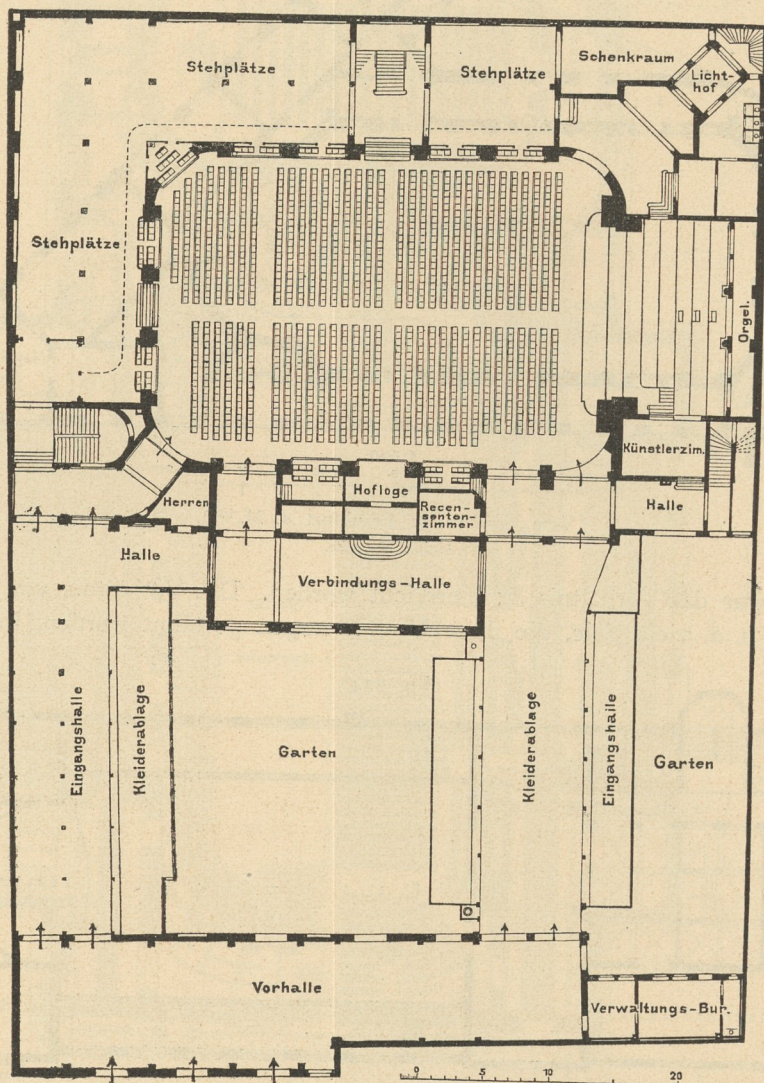 Stehplätze
Stehplätze
Schenkraum
Licht-
hof
Stehplätze
Orgel.
Künstlerzim.
Herren
Hofloge
Recen-
senten-
zimmer
Halle
Halle
Verbindungs-Halle
Eingangshalle
Kleiderablage
Garten
Kleiderablage
Eingangshalle
Garten
Vorhalle
Verwaltungs-Bur.
0 5 10 20